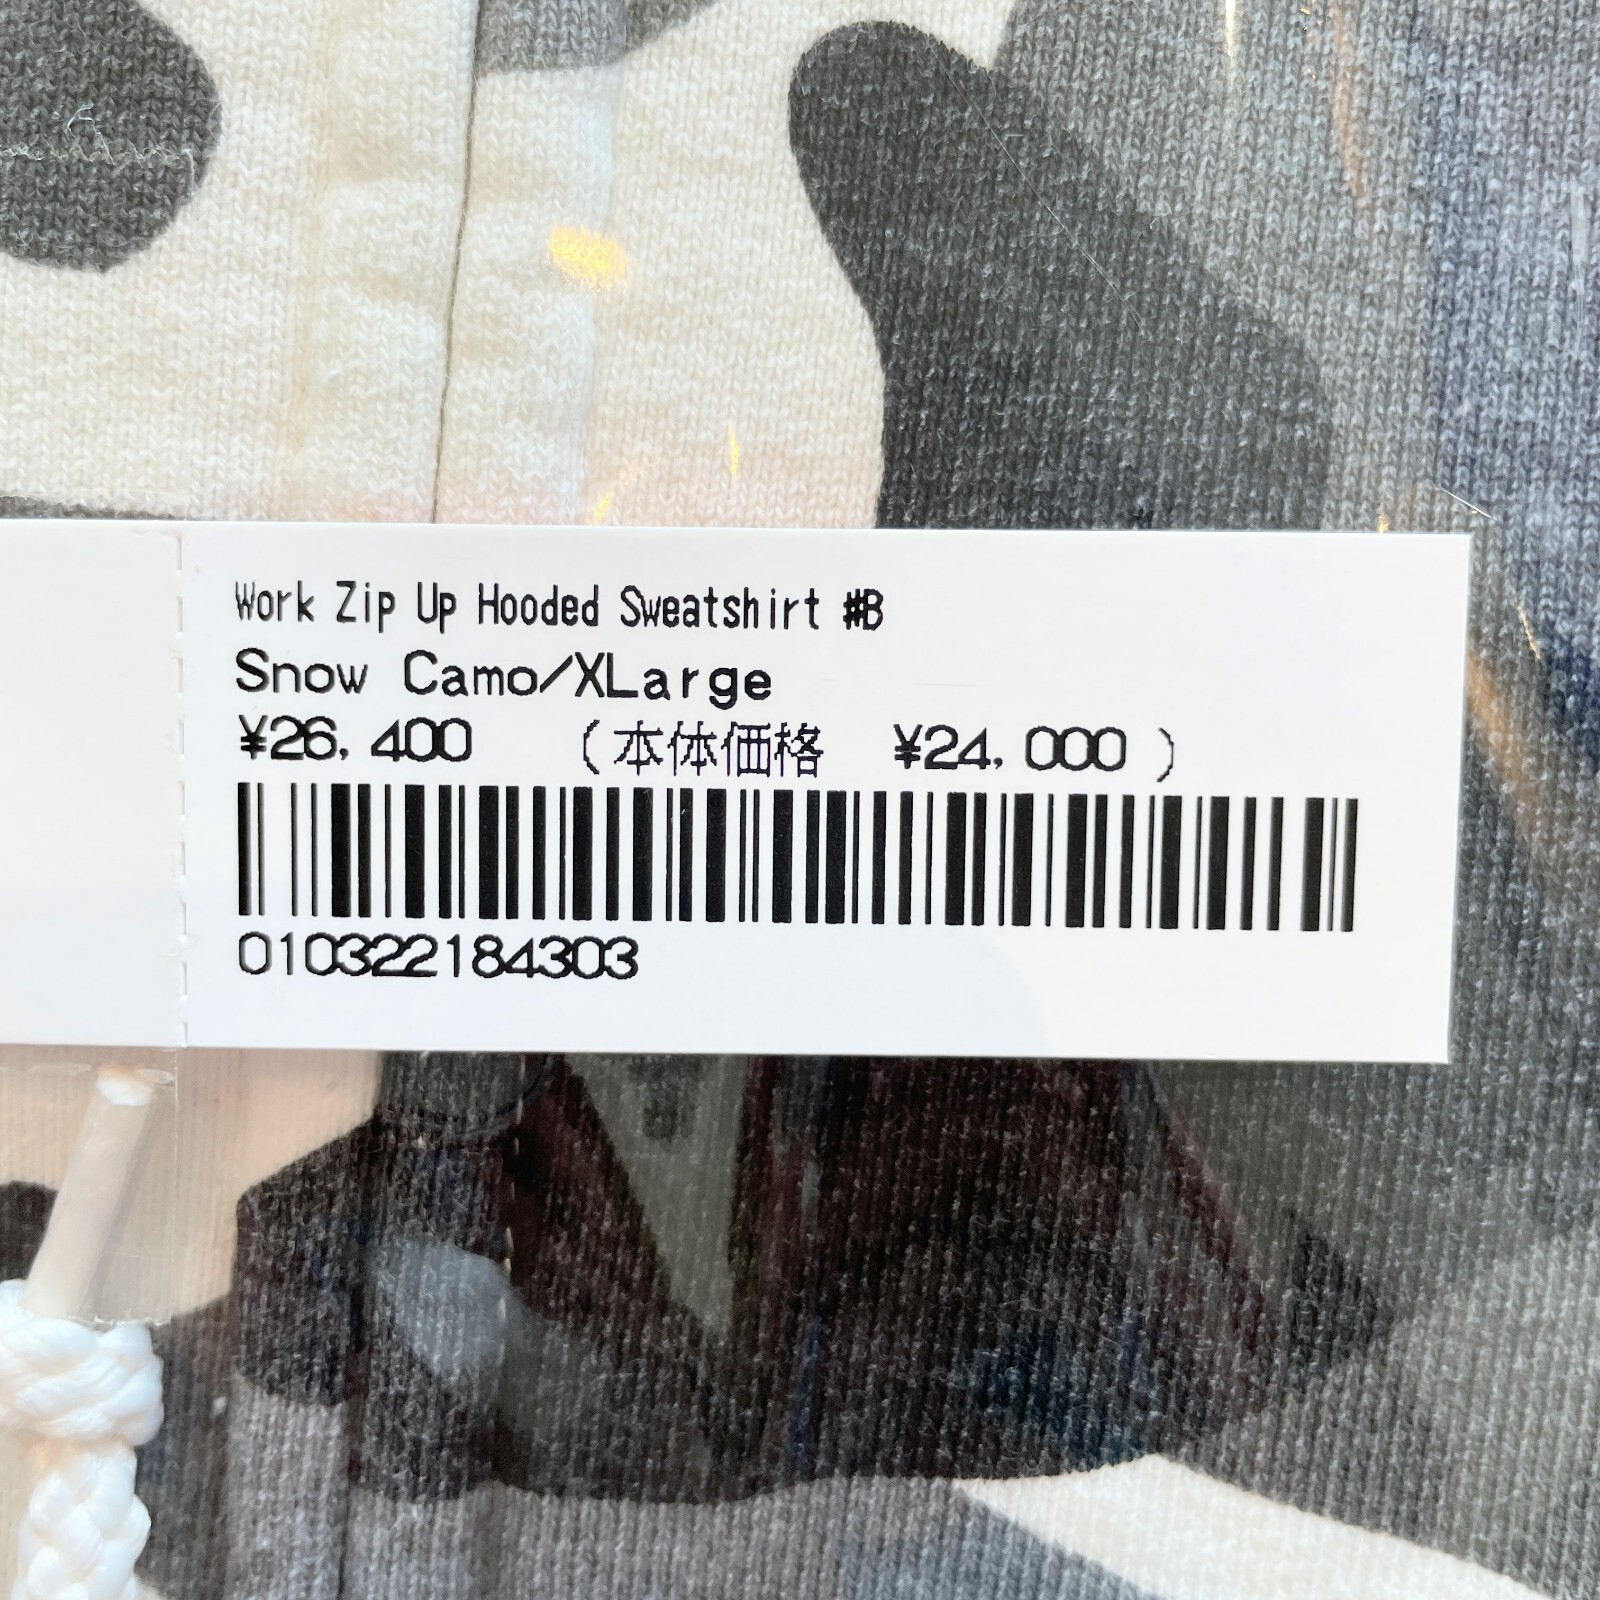 Work Zip Up Hooded Sweatshirt #B
Snow Camo/XLarge
¥26,400 (本体価格 ¥24,000)
010322184303